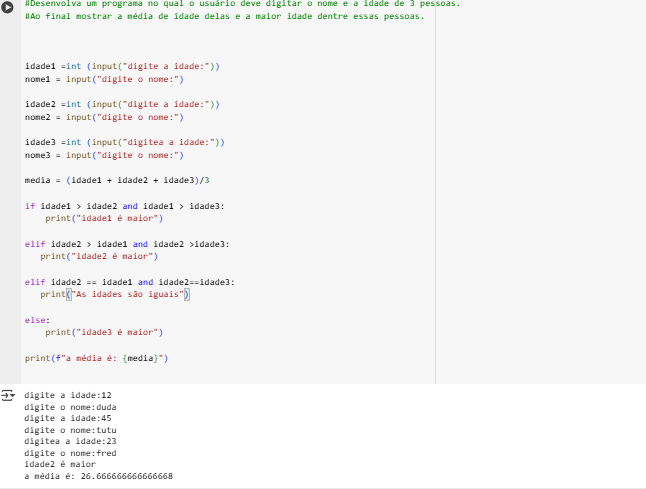 #Desenvolva um programa no qual o usuário deve digitar o nome e a idade de 3 pessoas.
#Ao final mostrar a média de idade delas e a maior idade dentre essas pessoas.
idade1 =int (input("digite a idade:"))
nome1 = input("digite o nome:")
idade2 =int (input("digite a idade:"))
nome2 = input("digite o nome:")
idade3 =int (input("digitea a idade:"))
nome3 = input("digite o nome:")
media = (idade1 + idade2 + idade3)/3
if idade1 > idade2 and idade1 > idade3:
    print("idade1 é maior")
elif idade2 > idade1 and idade2 >idade3:
   print("idade2 é maior")
elif idade2 == idade1 and idade2==idade3:
   print("As idades são iguais")
else:
    print("idade3 é maior")
print(f"a média é: {media}")
digite a idade:12
digite o nome:duda
digite a idade:45
digite o nome:tutu
digitea a idade:23
digite o nome:fred
idade2 é maior
a média é: 26.666666666666668